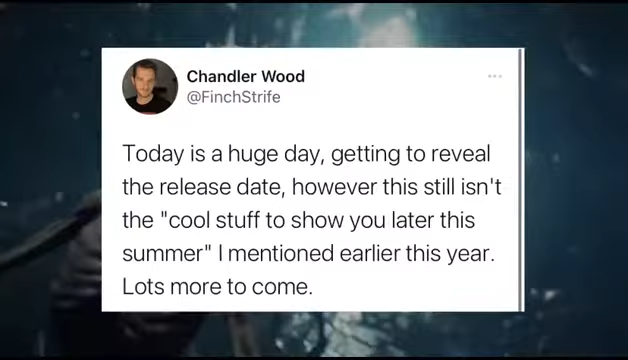 Chandler Wood
@FinchStrife
Today is a huge day, getting to reveal
the release date, however this still isn't
the "cool stuff to show you later this
summer" I mentioned earlier this year.
Lots more to come.